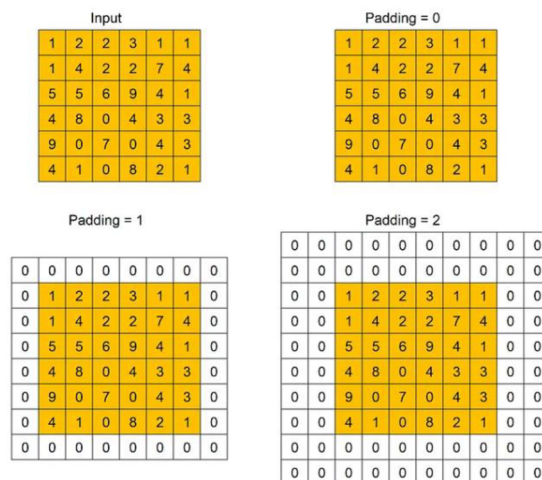 Input
1 2 2 3 1 1
1 4 2 2 7 4
5 5 6 9 4 1
4 8 0 4 3 3
9 0 7 0 4 3
4 1 0 8 2 1
Padding = 0
1 2 2 3 1 1
1 4 2 2 7 4
5 5 6 9 4 1
4 8 0 4 3 3
9 0 7 0 4 3
4 1 0 8 2 1
Padding = 1
0 0 0 0 0 0 0 0
0 1 2 2 3 1 1 0
0 1 4 2 2 7 4 0
0 5 5 6 9 4 1 0
0 4 8 0 4 3 3 0
0 9 0 7 0 4 3 0
0 4 1 0 8 2 1 0
0 0 0 0 0 0 0 0
Padding = 2
0 0 0 0 0 0 0 0 0 0
0 0 0 0 0 0 0 0 0 0
0 0 1 2 2 3 1 1 0 0
0 0 1 4 2 2 7 4 0 0
0 0 5 5 6 9 4 1 0 0
0 0 4 8 0 4 3 3 0 0
0 0 9 0 7 0 4 3 0 0
0 0 4 1 0 8 2 1 0 0
0 0 0 0 0 0 0 0 0 0
0 0 0 0 0 0 0 0 0 0